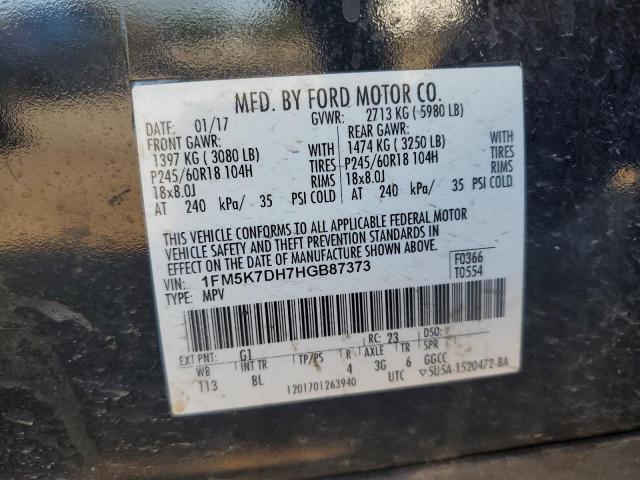 MFD. BY FORD MOTOR CO.
DATE: 01/17 GVWR: 2713 KG ( 5980 LB)
FRONT GAWR: REAR GAWR:
1397 KG ( 3080 LB) WITH 1474 KG ( 3250 LB) WITH
P245/60R18 104H TIRES P245/60R18 104H TIRES
18x8.0J RIMS 18x8.0J RIMS
AT 240 kPa/ 35 PSI COLD AT 240 kPa/ 35 PSI COLD
THIS VEHICLE CONFORMS TO ALL APPLICABLE FEDERAL MOTOR
VEHICLE SAFETY AND THEFT PREVENTION STANDARDS IN
EFFECT ON THE DATE OF MANUFACTURE SHOWN ABOVE.
VIN: 1FM5K7DH7HGB87373 F0366
TYPE: MPV T0554
EXT PNT: G1 RC: 23 DSO:
WB INT TR TP/PS R AXLE TR SPR
113 BL 4 3G 6 GGCC
1201701263940 UTC ▽5U5A-1520472-BA